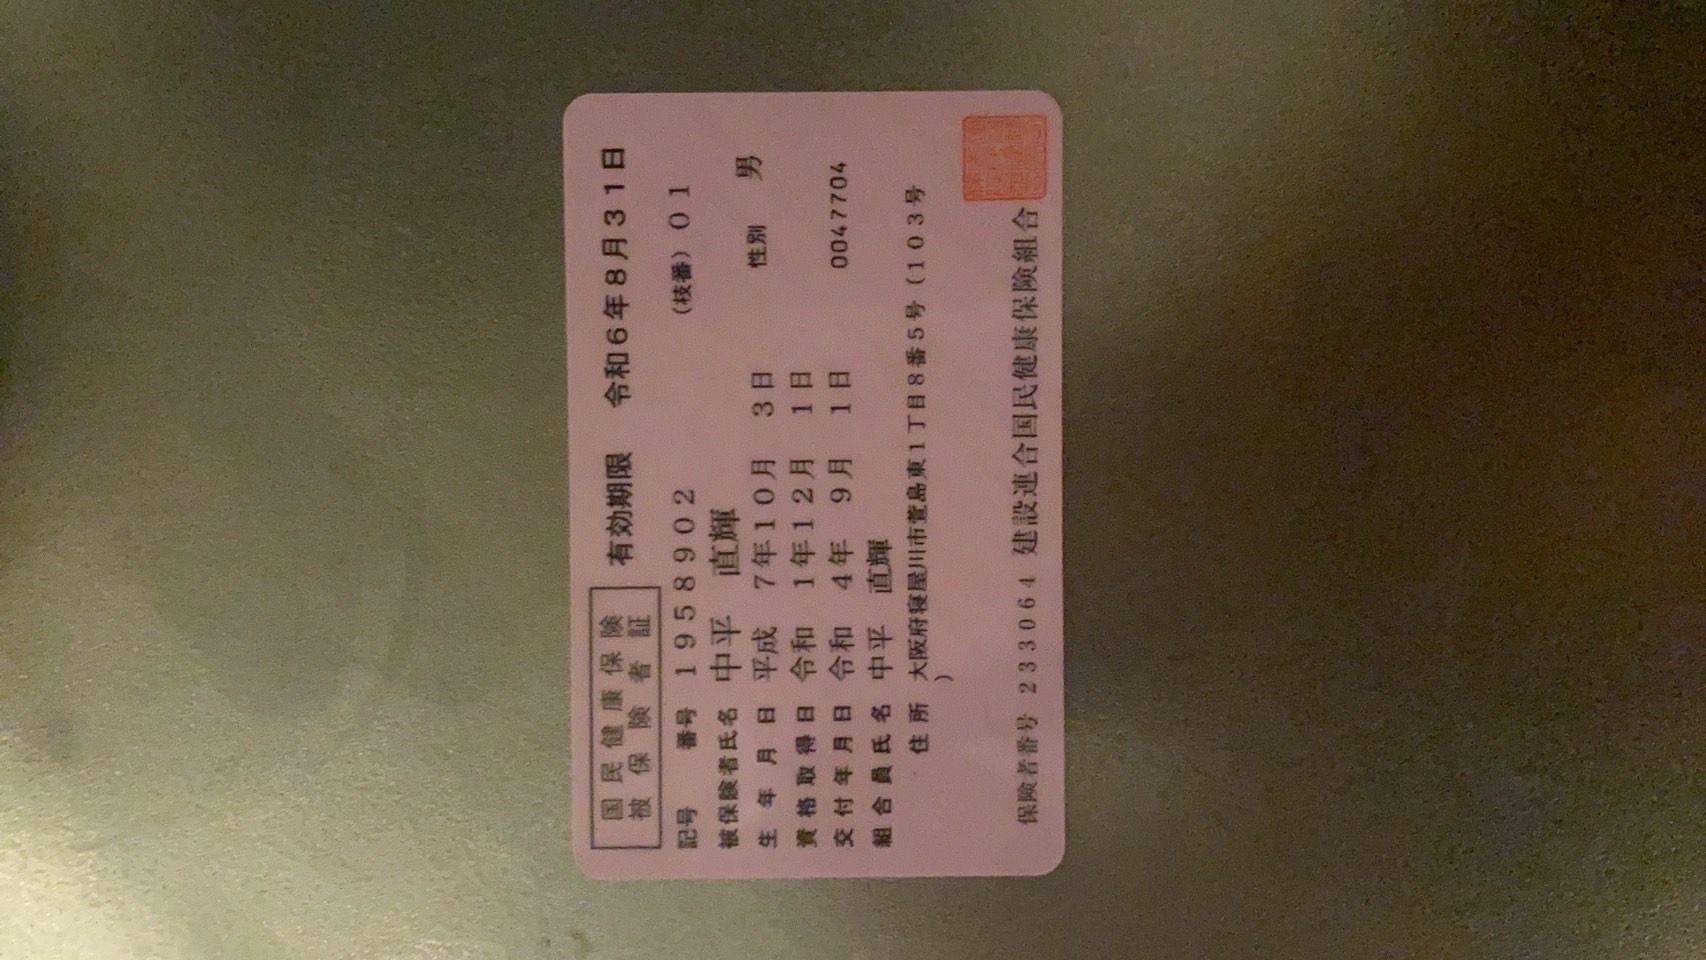 国民健康保険
被保険者証
有効期限 令和6年8月31日
記号 番号 1958902 (枝番) 01
被保険者氏名 中平 直輝
生年月日 平成 7年10月 3日 性別 男
資格取得日 令和 1年12月 1日
交付年月日 令和 4年 9月 1日 0047704
組合員氏名 中平 直輝
住所 大阪府寝屋川市萱島東1丁目8番5号(103号
)
保険者番号 233064 建設連合国民健康保険組合